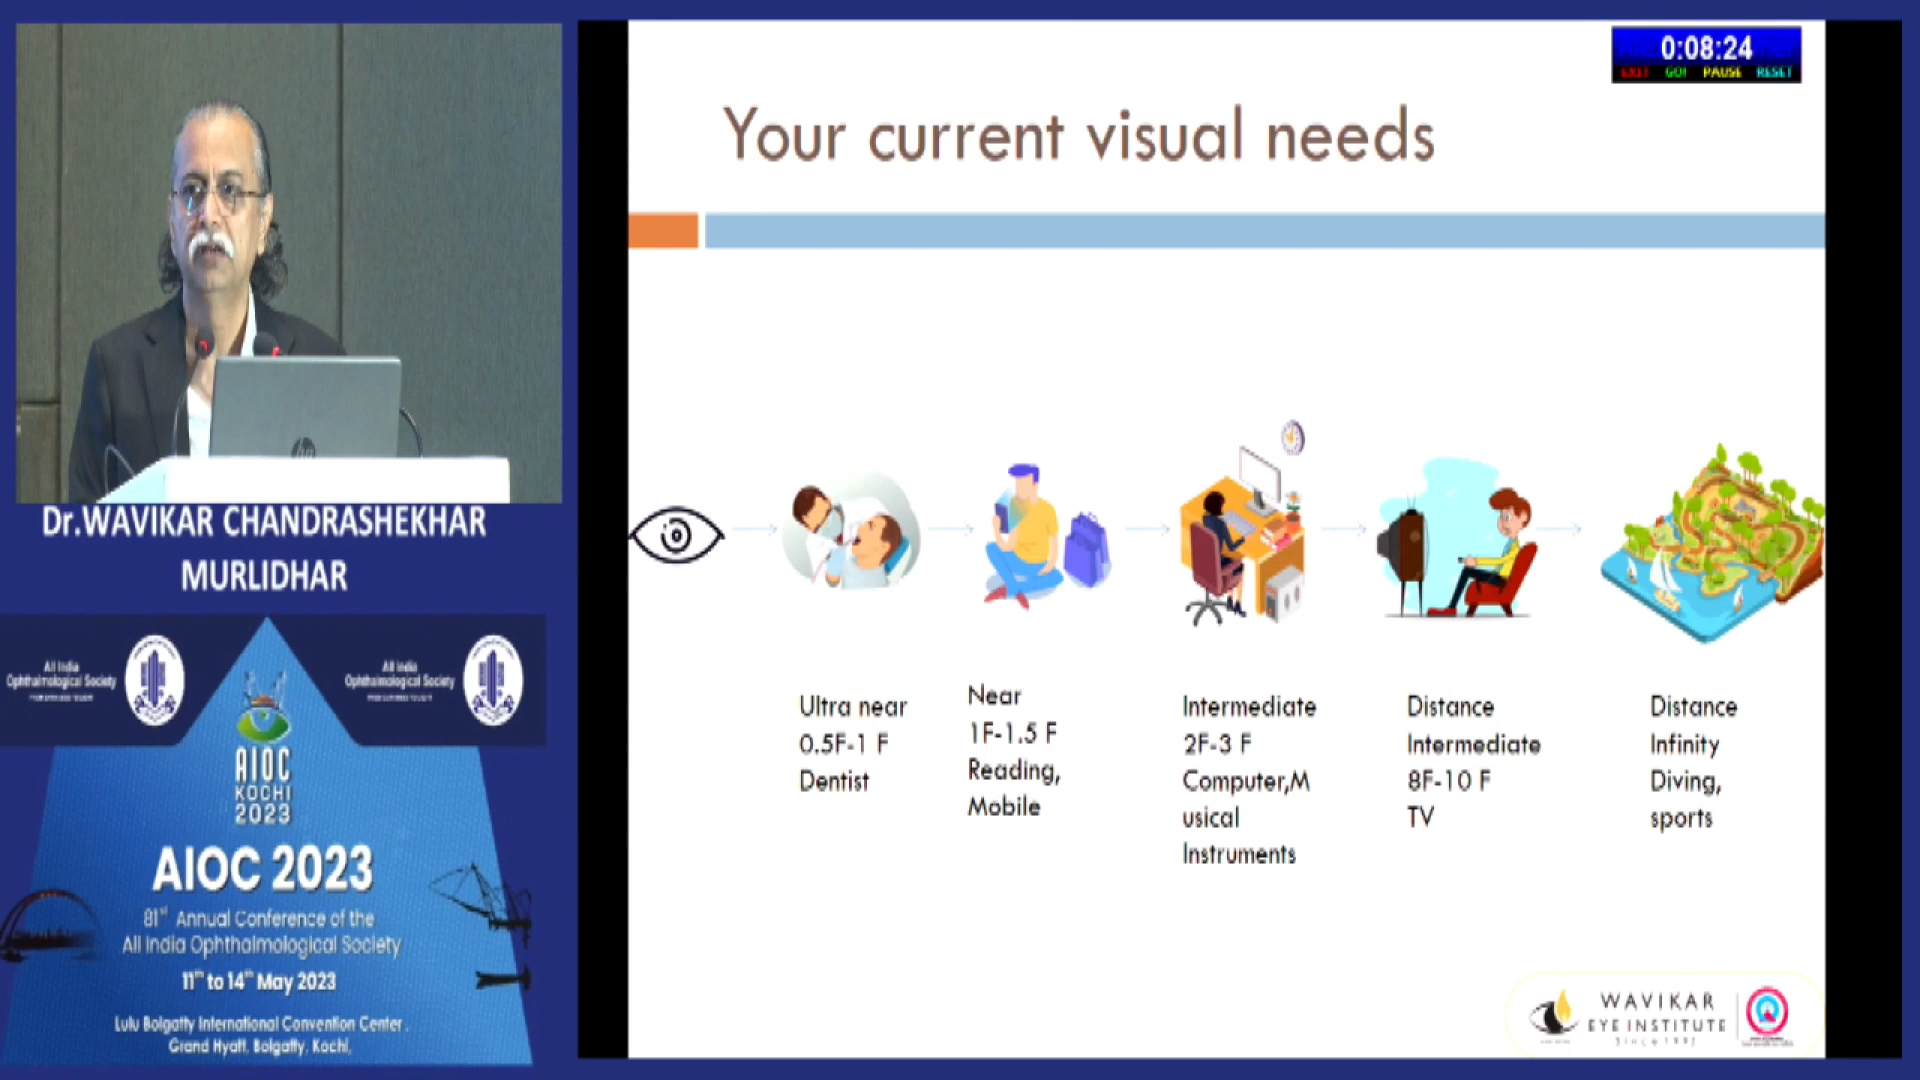 0:08:24
EXIT GO! PAUSE RESET
Your current visual needs
hp
Dr.WAVIKAR CHANDRASHEKHAR
MURLIDHAR
All India
Ophthalmological Society
All India
Ophthalmological Society
AIOC
KOCHI
2023
AIOC 2023
81st Annual Conference of the
All India Ophthalmological Society
11th to 14th May 2023
Lulu Bolgatty International Convention Center,
Grand Hyatt, Bolgatty, Kochi,
Ultra near
0.5F-1 F
Dentist
Near
1F-1.5 F
Reading,
Mobile
Intermediate
2F-3 F
Computer,M
usical
Instruments
Distance
Intermediate
8F-10 F
TV
Distance
Infinity
Diving,
sports
WAVIKAR
EYE INSTITUTE